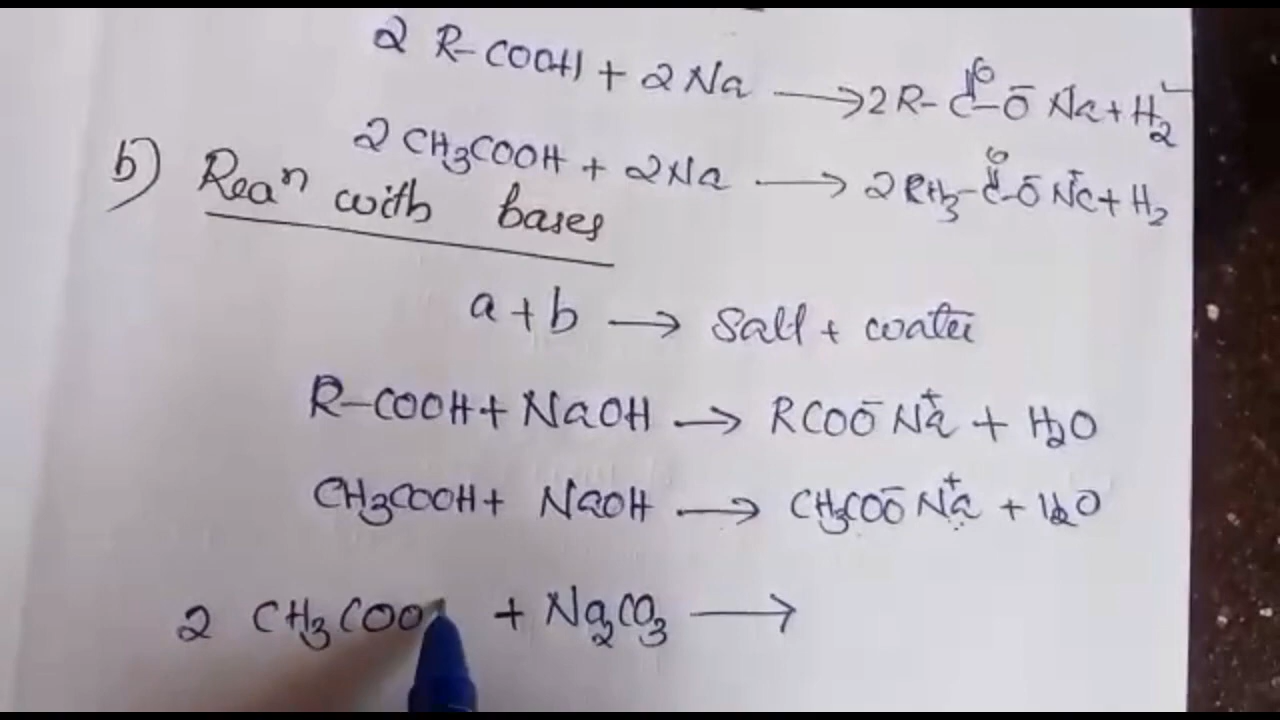 2 R-COOH + 2Na → 2R-C(=O)-O⁻ Na + H₂
2 CH₃COOH + 2Na → 2CH₃-C(=O)-O⁻ Na⁺ + H₂
b) Reaⁿ with bases
a + b → Salt + water
R-COOH + NaOH → RCOO⁻ Na⁺ + H₂O
CH₃COOH + NaOH → CH₃COO⁻ Na⁺ + H₂O
2 CH₃COO + Na₂CO₃ →